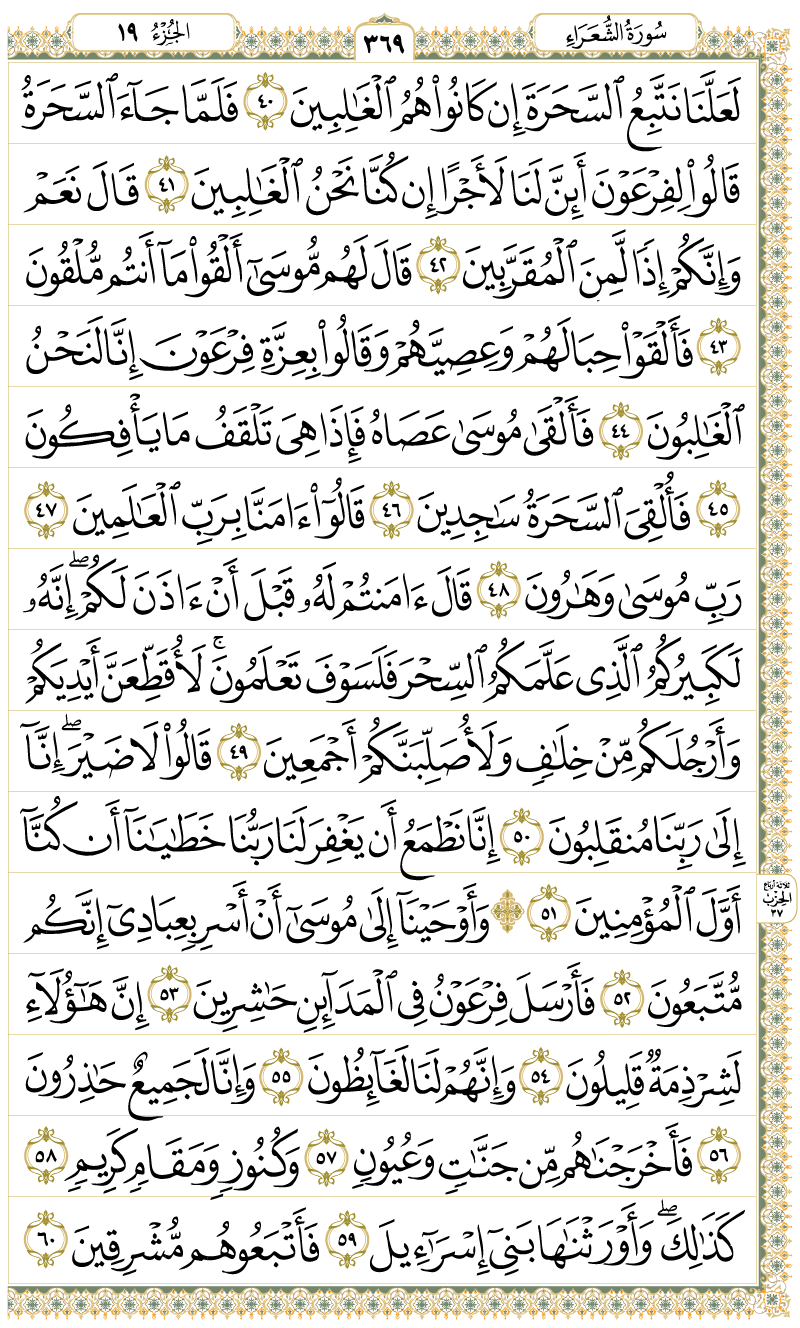 سُورَةُ الشُّعَرَاءِ ٣٦٩ الجُزْءُ ١٩
لَعَلَّنَا نَتَّبِعُ ٱلسَّحَرَةَ إِن كَانُوا۟ هُمُ ٱلْغَـٰلِبِينَ ٤٠ فَلَمَّا جَآءَ ٱلسَّحَرَةُ
قَالُوا۟ لِفِرْعَوْنَ أَئِنَّ لَنَا لَأَجْرًا إِن كُنَّا نَحْنُ ٱلْغَـٰلِبِينَ ٤١ قَالَ نَعَمْ
وَإِنَّكُمْ إِذًا لَّمِنَ ٱلْمُقَرَّبِينَ ٤٢ قَالَ لَهُم مُّوسَىٰٓ أَلْقُوا۟ مَآ أَنتُم مُّلْقُونَ
٤٣ فَأَلْقَوْا۟ حِبَالَهُمْ وَعِصِيَّهُمْ وَقَالُوا۟ بِعِزَّةِ فِرْعَوْنَ إِنَّا لَنَحْنُ
ٱلْغَـٰلِبُونَ ٤٤ فَأَلْقَىٰ مُوسَىٰ عَصَاهُ فَإِذَا هِىَ تَلْقَفُ مَا يَأْفِكُونَ
٤٥ فَأُلْقِىَ ٱلسَّحَرَةُ سَـٰجِدِينَ ٤٦ قَالُوٓا۟ ءَامَنَّا بِرَبِّ ٱلْعَـٰلَمِينَ ٤٧
رَبِّ مُوسَىٰ وَهَـٰرُونَ ٤٨ قَالَ ءَامَنتُمْ لَهُۥ قَبْلَ أَنْ ءَاذَنَ لَكُمْ ۖ إِنَّهُۥ
لَكَبِيرُكُمُ ٱلَّذِى عَلَّمَكُمُ ٱلسِّحْرَ فَلَسَوْفَ تَعْلَمُونَ ۚ لَأُقَطِّعَنَّ أَيْدِيَكُمْ
وَأَرْجُلَكُم مِّنْ خِلَـٰفٍ وَلَأُصَلِّبَنَّكُمْ أَجْمَعِينَ ٤٩ قَالُوا۟ لَا ضَيْرَ ۖ إِنَّآ
إِلَىٰ رَبِّنَا مُنقَلِبُونَ ٥٠ إِنَّا نَطْمَعُ أَن يَغْفِرَ لَنَا رَبُّنَا خَطَـٰيَـٰنَآ أَن كُنَّآ
أَوَّلَ ٱلْمُؤْمِنِينَ ٥١ ۞ وَأَوْحَيْنَآ إِلَىٰ مُوسَىٰٓ أَنْ أَسْرِ بِعِبَادِىٓ إِنَّكُم
ثلاثة أرباع
الحِزْب
٣٧
مُّتَّبَعُونَ ٥٢ فَأَرْسَلَ فِرْعَوْنُ فِى ٱلْمَدَآئِنِ حَـٰشِرِينَ ٥٣ إِنَّ هَـٰٓؤُلَآءِ
لَشِرْذِمَةٌ قَلِيلُونَ ٥٤ وَإِنَّهُمْ لَنَا لَغَآئِظُونَ ٥٥ وَإِنَّا لَجَمِيعٌ حَـٰذِرُونَ
٥٦ فَأَخْرَجْنَـٰهُم مِّن جَنَّـٰتٍ وَعُيُونٍ ٥٧ وَكُنُوزٍ وَمَقَامٍ كَرِيمٍ ٥٨
كَذَٰلِكَ ۖ وَأَوْرَثْنَـٰهَا بَنِىٓ إِسْرَٰٓءِيلَ ٥٩ فَأَتْبَعُوهُم مُّشْرِقِينَ ٦٠